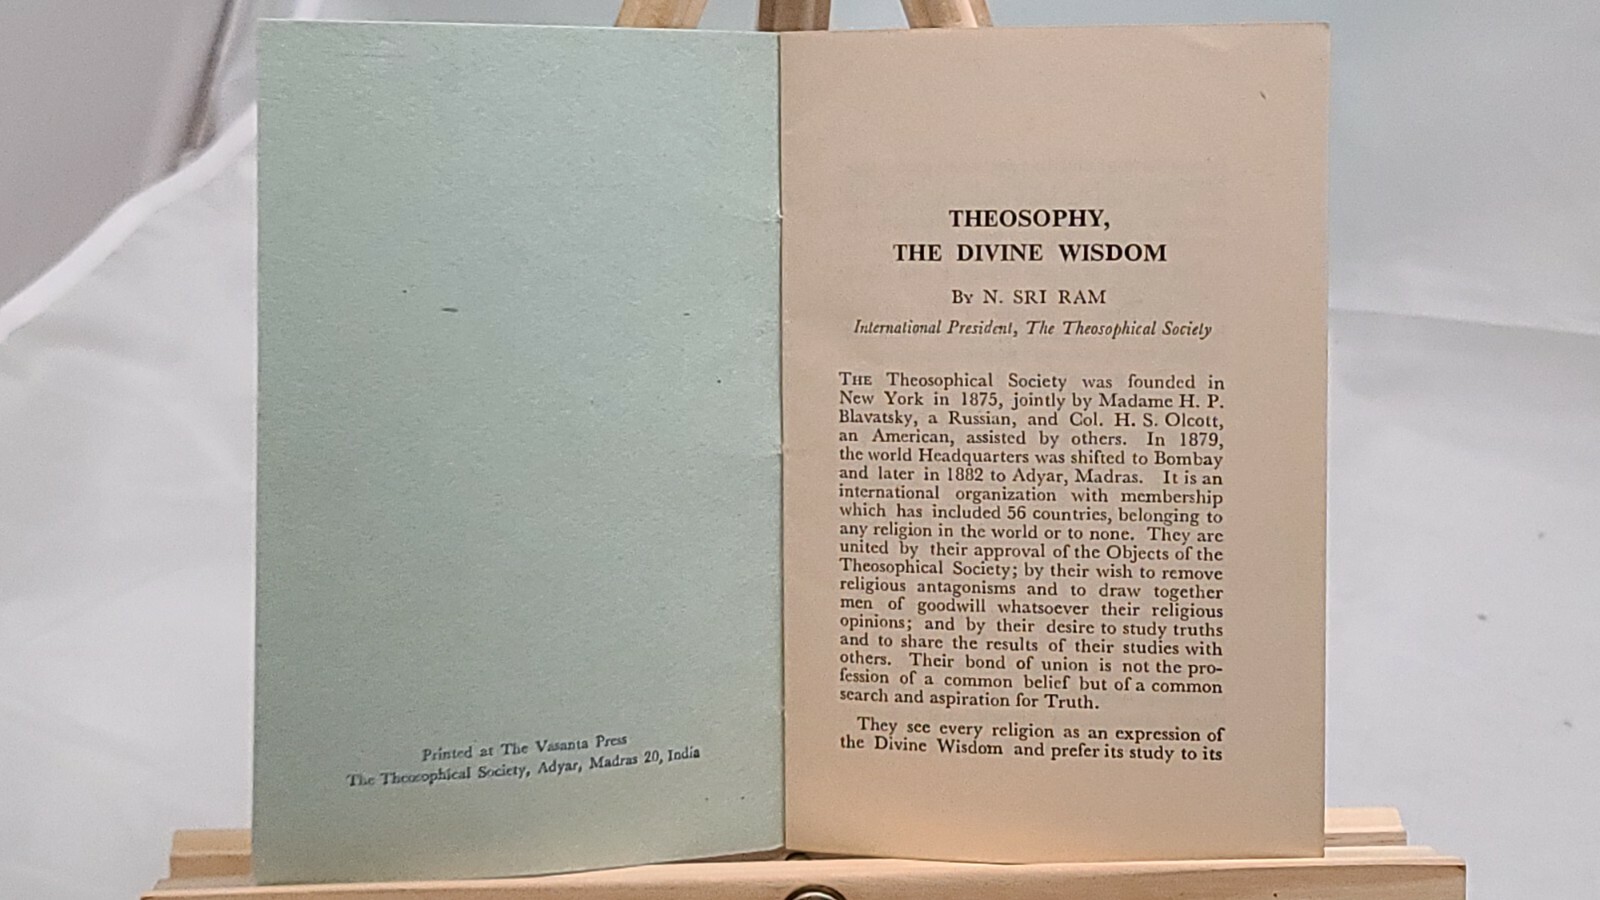 Printed at The Vasanta Press
The Theosophical Society, Adyar, Madras 20, India
THEOSOPHY,
THE DIVINE WISDOM
By N. SRI RAM
International President, The Theosophical Society
THE Theosophical Society was founded in
New York in 1875, jointly by Madame H. P.
Blavatsky, a Russian, and Col. H. S. Olcott,
an American, assisted by others. In 1879,
the world Headquarters was shifted to Bombay
and later in 1882 to Adyar, Madras. It is an
international organization with membership
which has included 56 countries, belonging to
any religion in the world or to none. They are
united by their approval of the Objects of the
Theosophical Society; by their wish to remove
religious antagonisms and to draw together
men of goodwill whatsoever their religious
opinions; and by their desire to study truths
and to share the results of their studies with
others. Their bond of union is not the pro-
fession of a common belief but of a common
search and aspiration for Truth.
They see every religion as an expression of
the Divine Wisdom and prefer its study to its